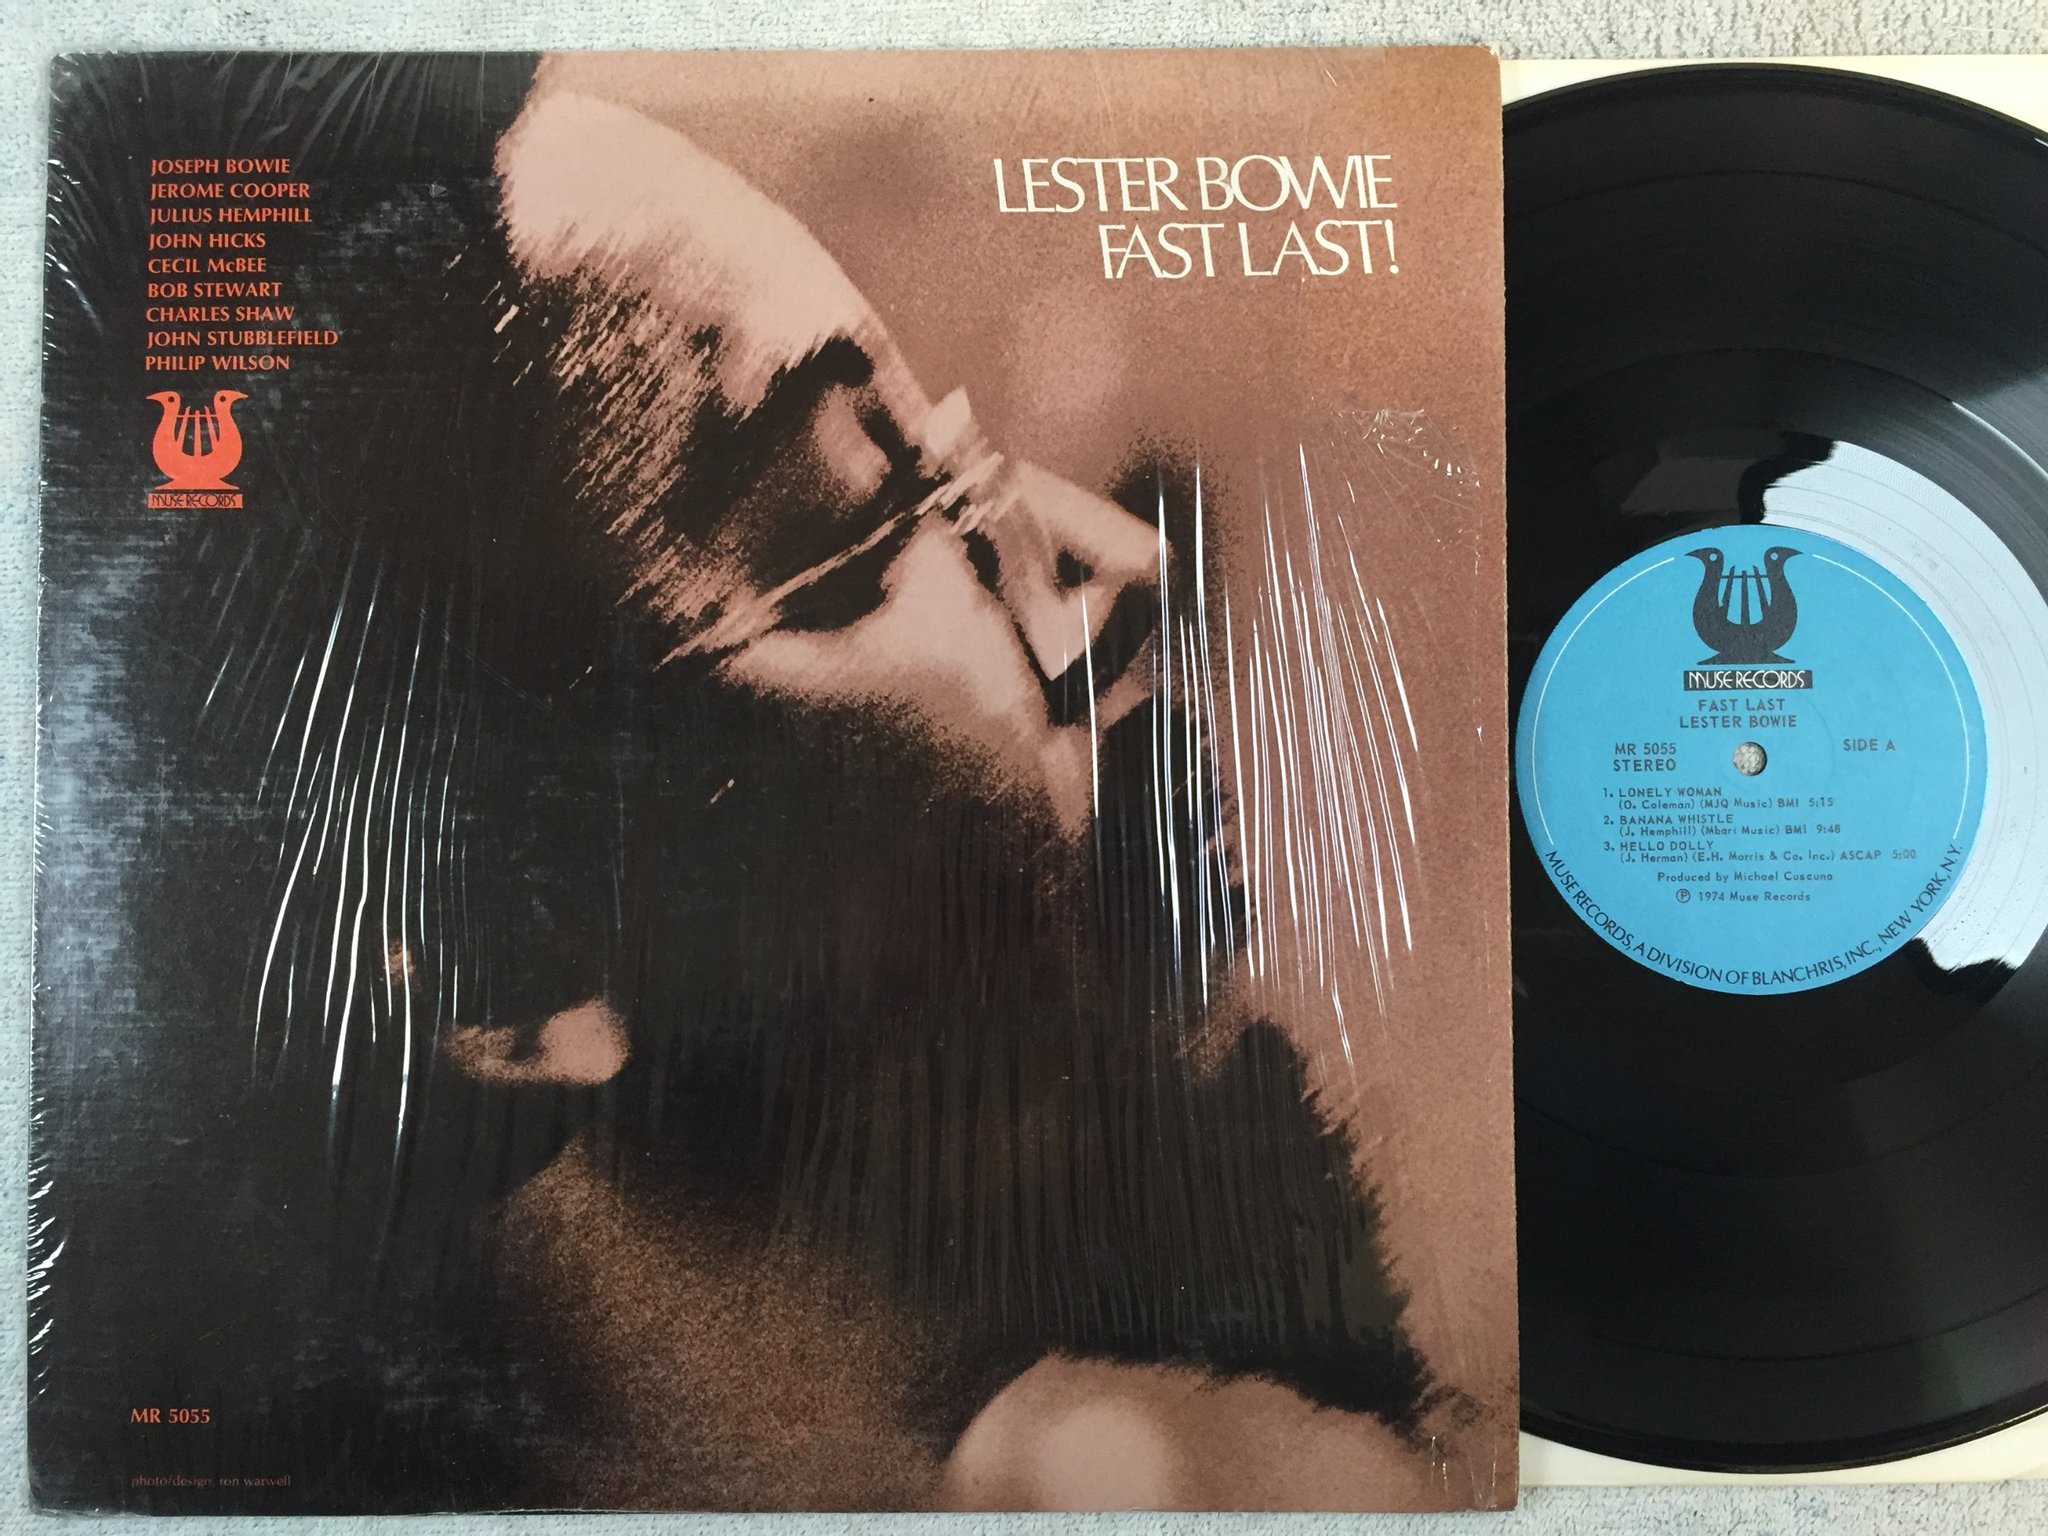 LESTER BOWIE
FAST LAST!
JOSEPH BOWIE
JEROME COOPER
JULIUS HEMPHILL
JOHN HICKS
CECIL McBEE
BOB STEWART
CHARLES SHAW
JOHN STUBBLEFIELD
PHILIP WILSON
MUSE RECORDS
MR 5055
photo/design, ron warwell
MUSE RECORDS
FAST LAST
LESTER BOWIE
MR 5055
STEREO
SIDE A
1. LONELY WOMAN
(O. Coleman) (MJQ Music) BMI 5:15
2. BANANA WHISTLE
(J. Hemphill) (Mbari Music) BMI 9:48
3. HELLO DOLLY
(J. Herman) (E.H. Morris & Co. Inc.) ASCAP 5:00
Produced by Michael Cuscuna
℗ 1974 Muse Records
MUSE RECORDS, A DIVISION OF BLANCHRIS, INC., NEW YORK, N.Y.